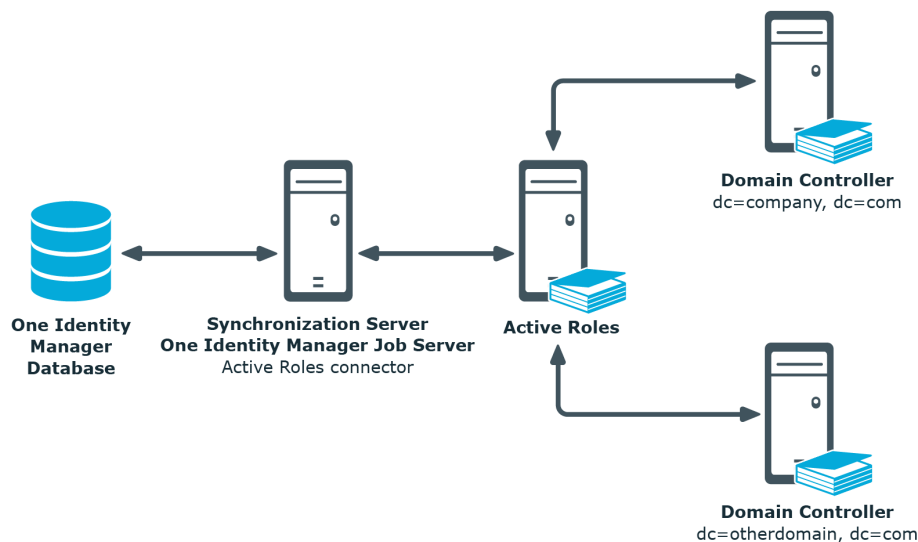 One Identity
Manager
Database
Synchronization Server
One Identity Manager Job Server
Active Roles connector
Active Roles
Domain Controller
dc=company, dc=com
Domain Controller
dc=otherdomain, dc=com